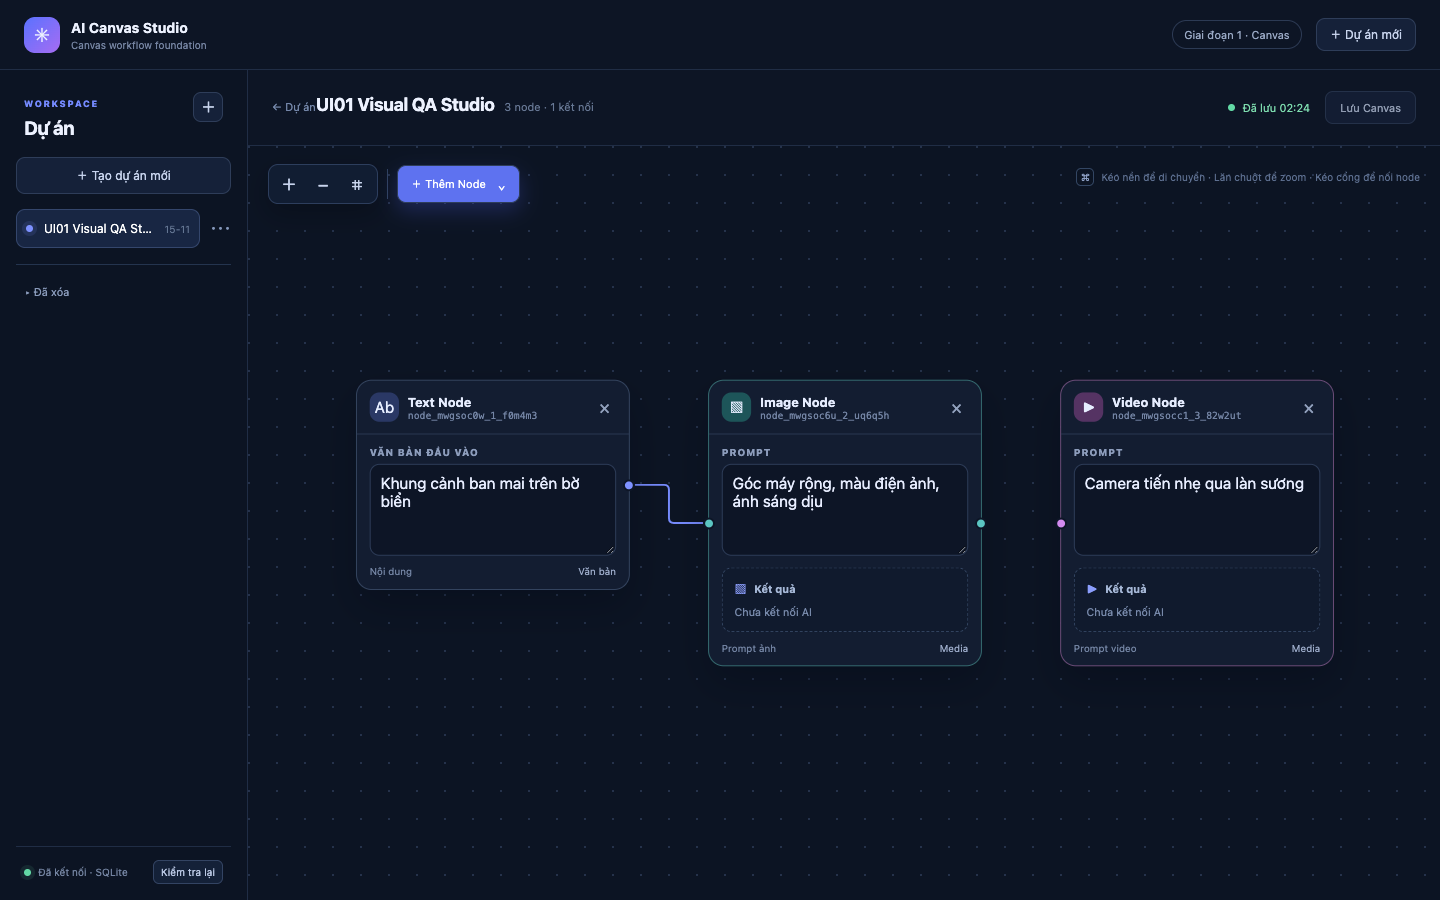 AI Canvas Studio
Canvas workflow foundation
Giai đoạn 1 · Canvas
+ Dự án mới
WORKSPACE
Dự án
+
+ Tạo dự án mới
UI01 Visual QA St... 15-11
▸ Đã xóa
Đã kết nối · SQLite
Kiểm tra lại
← Dự án
UI01 Visual QA Studio
3 node · 1 kết nối
Đã lưu 02:24
Lưu Canvas
+ − #
+ Thêm Node
⌘ Kéo nền để di chuyển · Lăn chuột để zoom · Kéo cổng để nối node
Ab
Text Node
node_mwgsoc0w_1_f0m4m3
×
VĂN BẢN ĐẦU VÀO
Khung cảnh ban mai trên bờ
biển
Nội dung
Văn bản
Image Node
node_mwgsoc6u_2_uq6q5h
×
PROMPT
Góc máy rộng, màu điện ảnh,
ánh sáng dịu
Kết quả
Chưa kết nối AI
Prompt ảnh
Media
Video Node
node_mwgsocc1_3_82w2ut
×
PROMPT
Camera tiến nhẹ qua làn sương
Kết quả
Chưa kết nối AI
Prompt video
Media